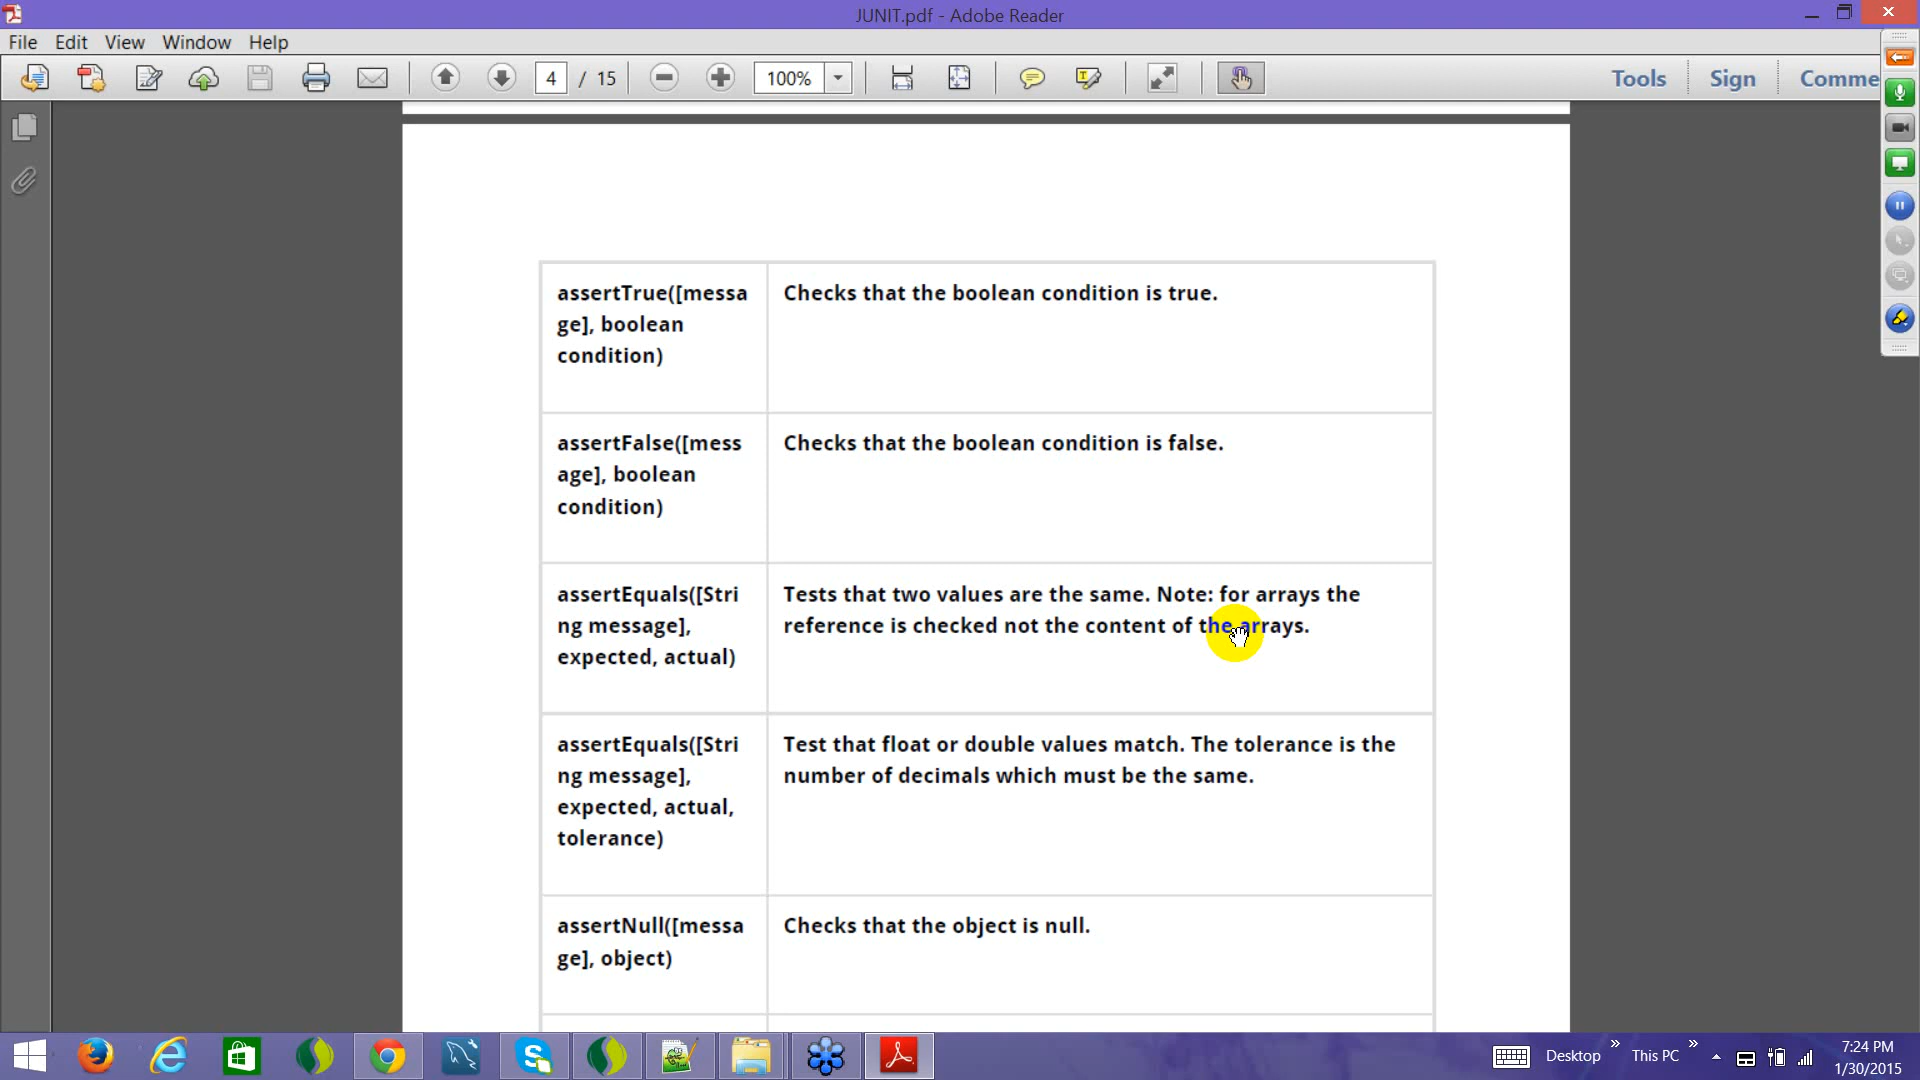 JUNIT.pdf - Adobe Reader
File Edit View Window Help
4 / 15 100% Tools Sign Comme
assertTrue([messa
ge], boolean
condition)
Checks that the boolean condition is true.
assertFalse([mess
age], boolean
condition)
Checks that the boolean condition is false.
assertEquals([Stri
ng message],
expected, actual)
Tests that two values are the same. Note: for arrays the
reference is checked not the content of the arrays.
assertEquals([Stri
ng message],
expected, actual,
tolerance)
Test that float or double values match. The tolerance is the
number of decimals which must be the same.
assertNull([messa
ge], object)
Checks that the object is null.
Desktop » This PC » 7:24 PM
1/30/2015